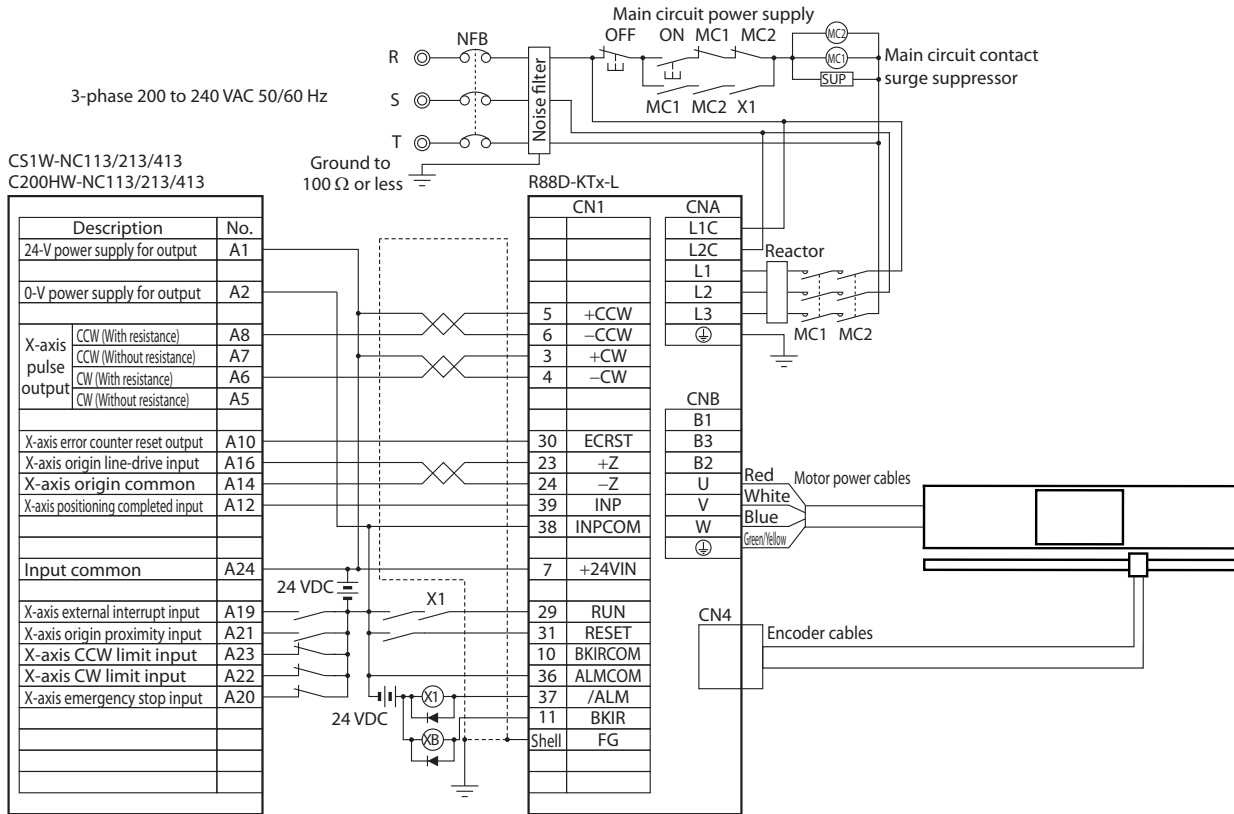 Main circuit power supply
OFF ON MC1 MC2
MC2
R NFB
MC1 Main circuit contact
SUP surge suppressor
Noise filter
3-phase 200 to 240 VAC 50/60 Hz
S
MC1 MC2 X1
T
Ground to
100 Ω or less
CS1W-NC113/213/413
C200HW-NC113/213/413
Description No.
24-V power supply for output A1
0-V power supply for output A2
X-axis
pulse
output
CCW (With resistance) A8
CCW (Without resistance) A7
CW (With resistance) A6
CW (Without resistance) A5
X-axis error counter reset output A10
X-axis origin line-drive input A16
X-axis origin common A14
X-axis positioning completed input A12
Input common A24
X-axis external interrupt input A19
X-axis origin proximity input A21
X-axis CCW limit input A23
X-axis CW limit input A22
X-axis emergency stop input A20
24 VDC
X1
24 VDC
X1
XB
R88D-KTx-L
CN1
5 +CCW
6 −CCW
3 +CW
4 −CW
30 ECRST
23 +Z
24 −Z
39 INP
38 INPCOM
7 +24VIN
29 RUN
31 RESET
10 BKIRCOM
36 ALMCOM
37 /ALM
11 BKIR
Shell FG
CNA
L1C
L2C
L1
L2
L3
Reactor
MC1 MC2
CNB
B1
B3
B2
U
V
W
Red
White
Blue
Green/Yellow
Motor power cables
CN4
Encoder cables